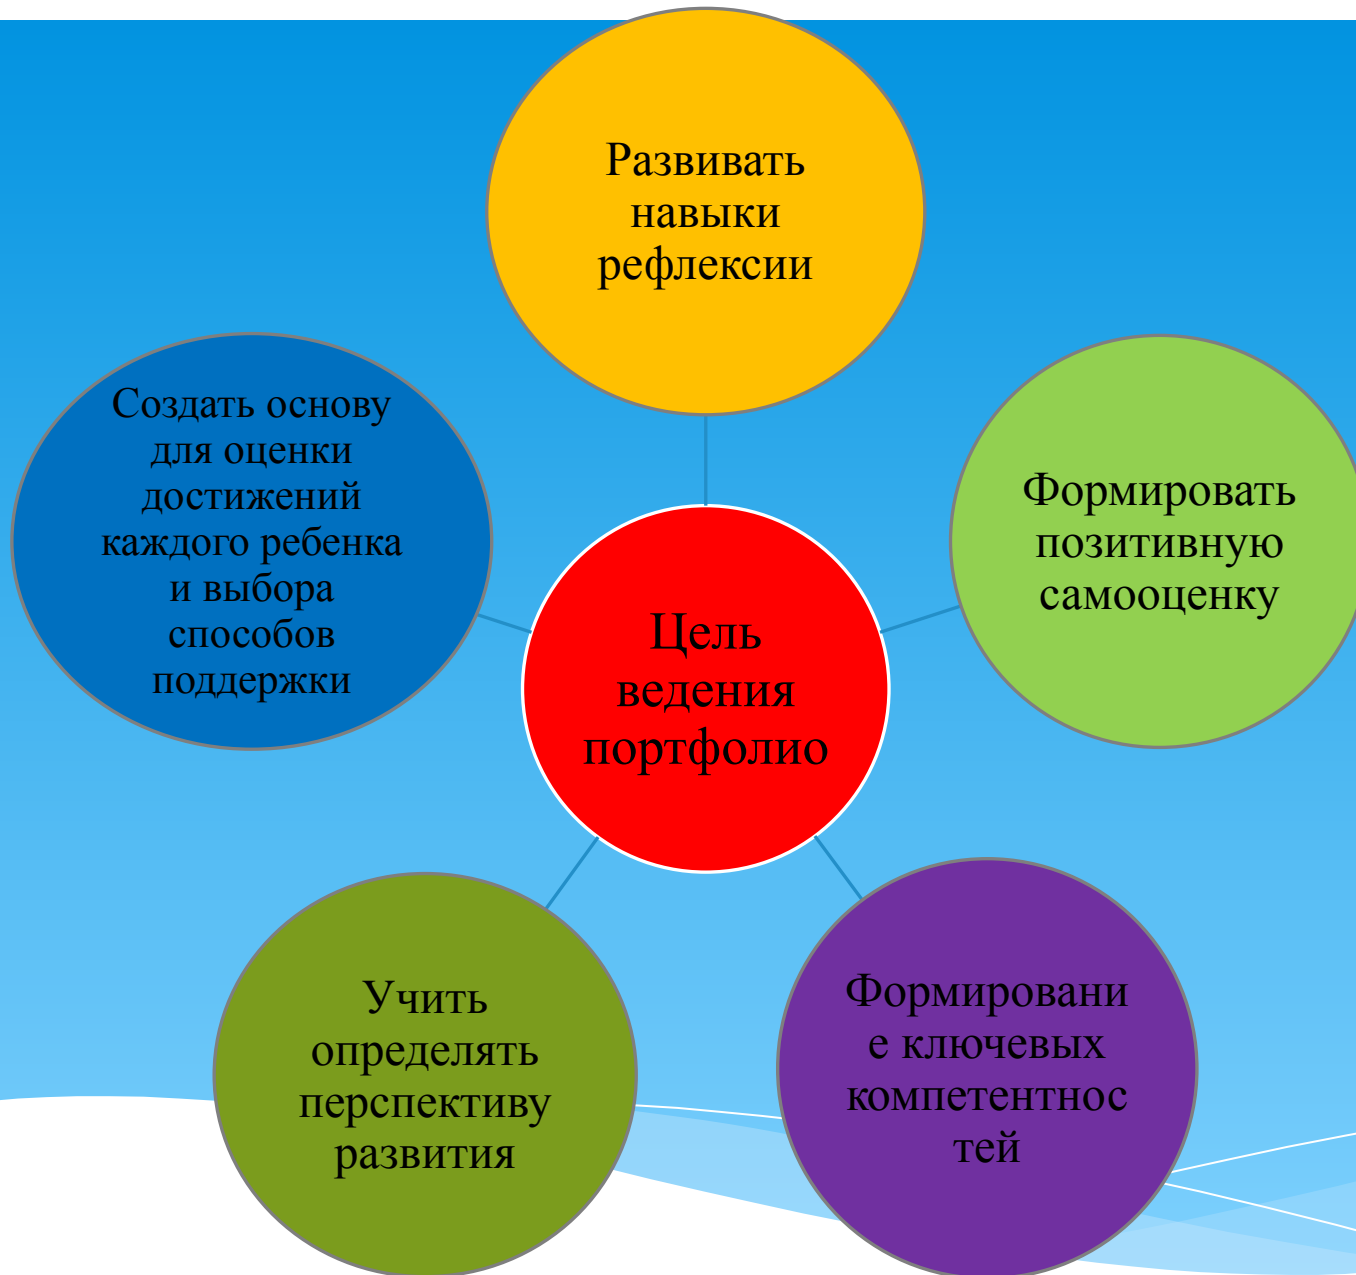 Развивать
навыки
рефлексии
Создать основу
для оценки
достижений
каждого ребенка
и выбора
способов
поддержки
Формировать
позитивную
самооценку
Цель
ведения
портфолио
Учить
определять
перспективу
развития
Формировани
е ключевых
компетентнос
тей